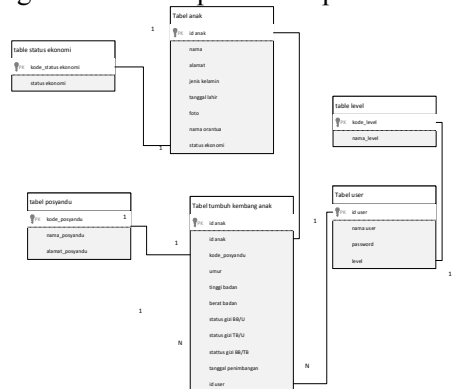 Tabel anak
1
PK id anak
nama
alamat
jenis kelamin
tanggal lahir
foto
nama orantua
status ekonomi
1
table status ekonomi
PK kode_status ekonomi
status ekonomi
table level
PK kode_level
nama_level
tabel posyandu
PK kode_posyandu
1
nama_posyandu
alamat_posyandu
Tabel tumbuh kembang anak
PK id anak
id anak
kode_posyandu
umur
tinggi badan
berat badan
status gizi BB/U
status gizi TB/U
stattus gizi BB/TB
tanggal penimbangan
id user
Tabel user
PK id user
nama user
password
level
1
1
1
1
N
N